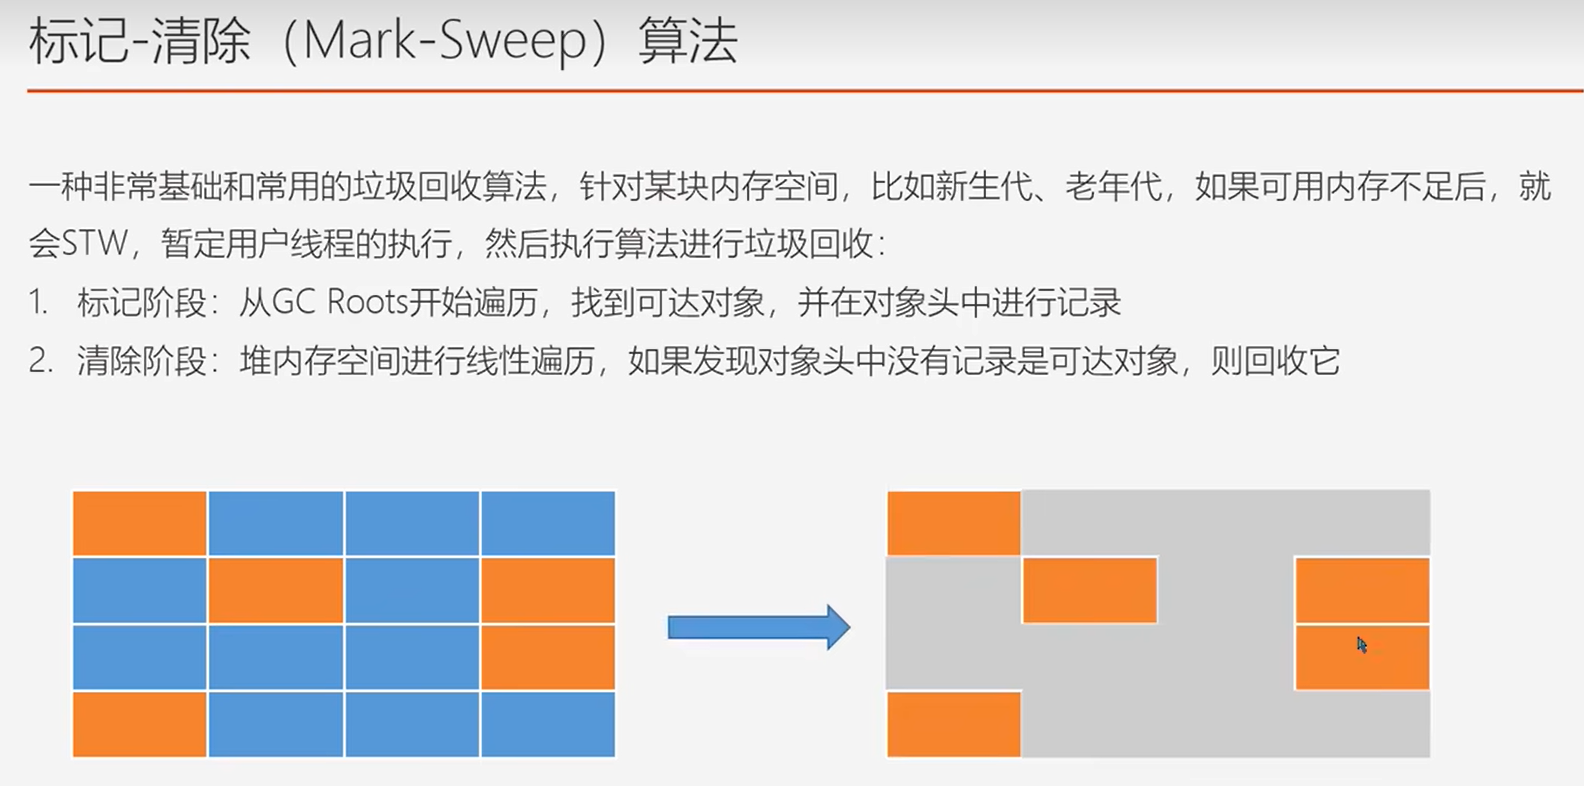 标记-清除（Mark-Sweep）算法
一种非常基础和常用的垃圾回收算法，针对某块内存空间，比如新生代、老年代，如果可用内存不足后，就
会STW，暂定用户线程的执行，然后执行算法进行垃圾回收：
1. 标记阶段：从GC Roots开始遍历，找到可达对象，并在对象头中进行记录
2. 清除阶段：堆内存空间进行线性遍历，如果发现对象头中没有记录是可达对象，则回收它